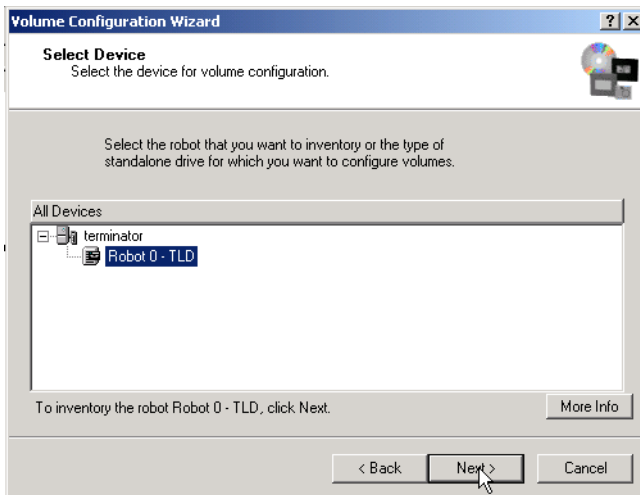 Volume Configuration Wizard
Select Device
Select the device for volume configuration.
Select the robot that you want to inventory or the type of
standalone drive for which you want to configure volumes.
All Devices
terminator
Robot 0 - TLD
To inventory the robot Robot 0 - TLD, click Next.
More Info
< Back
Next >
Cancel